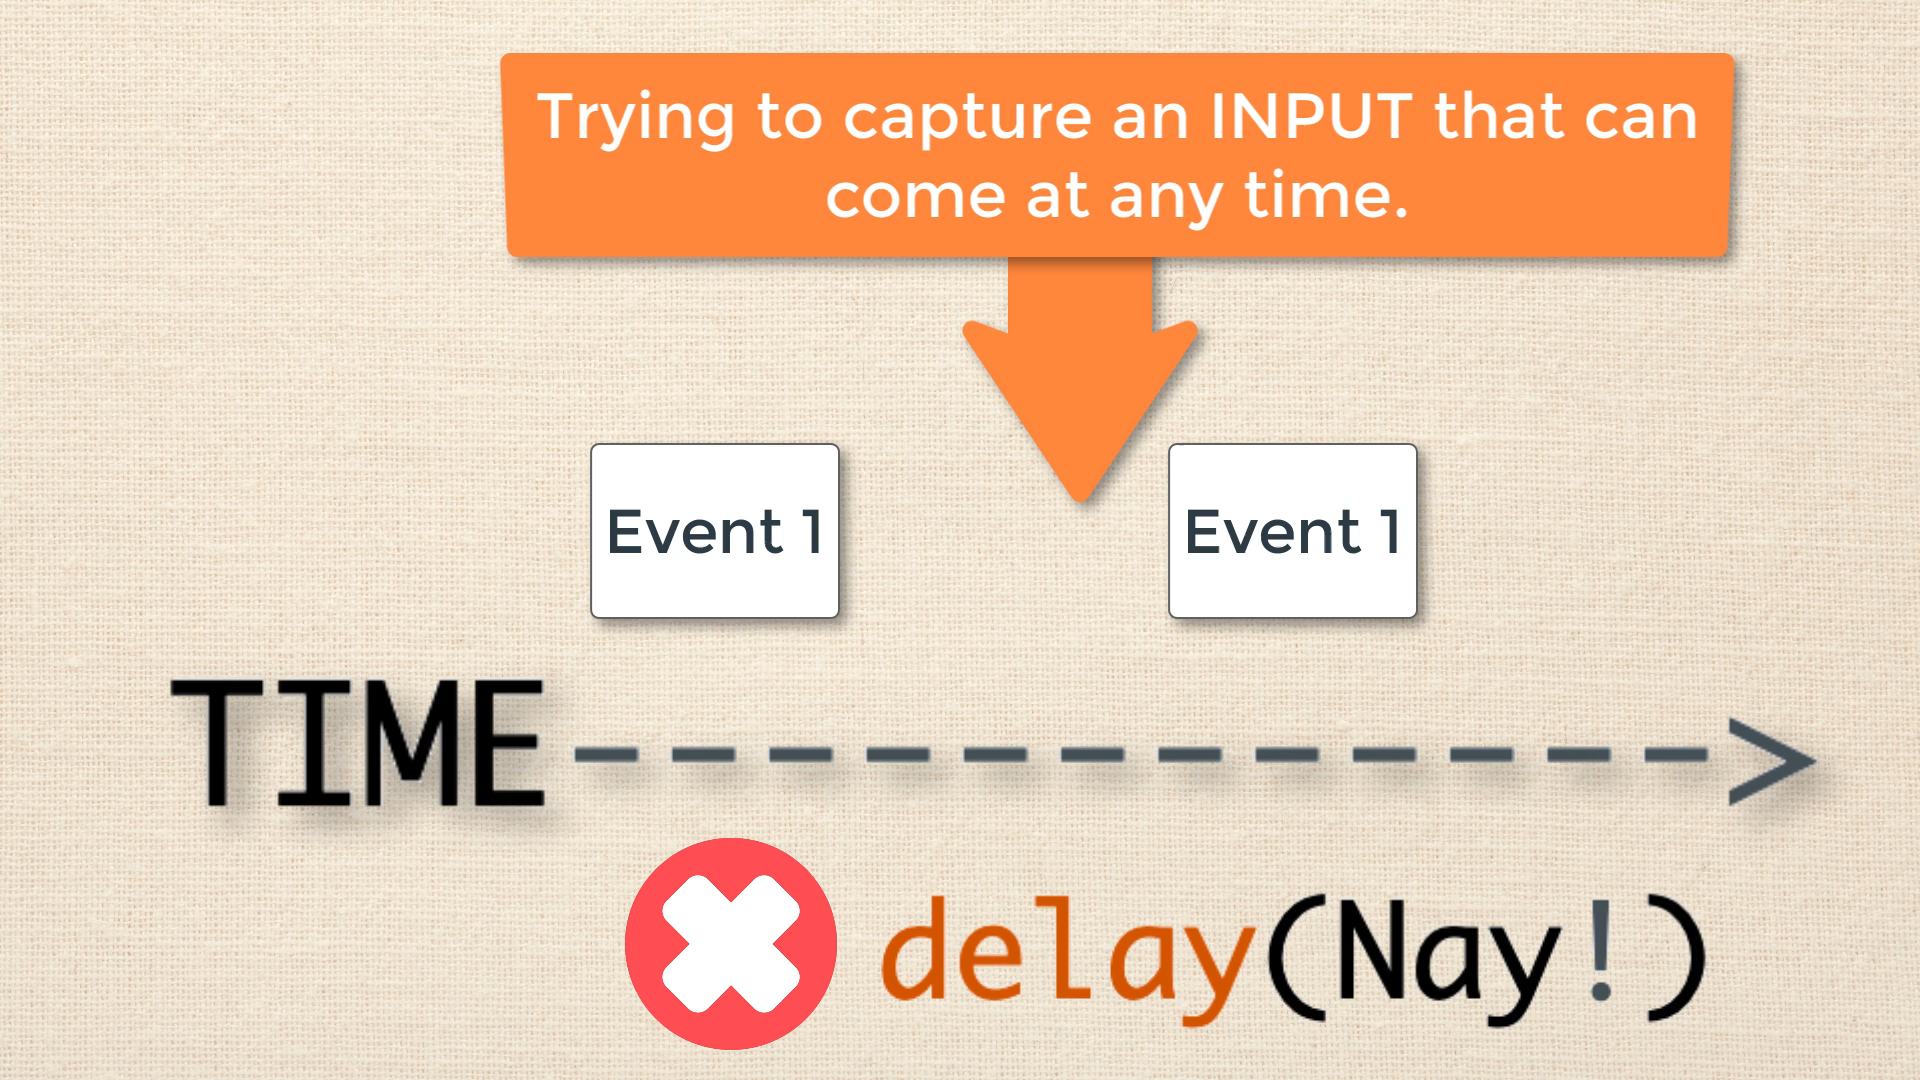 Trying to capture an INPUT that can
come at any time.
Event 1
Event 1
TIME
delay(Nay!)